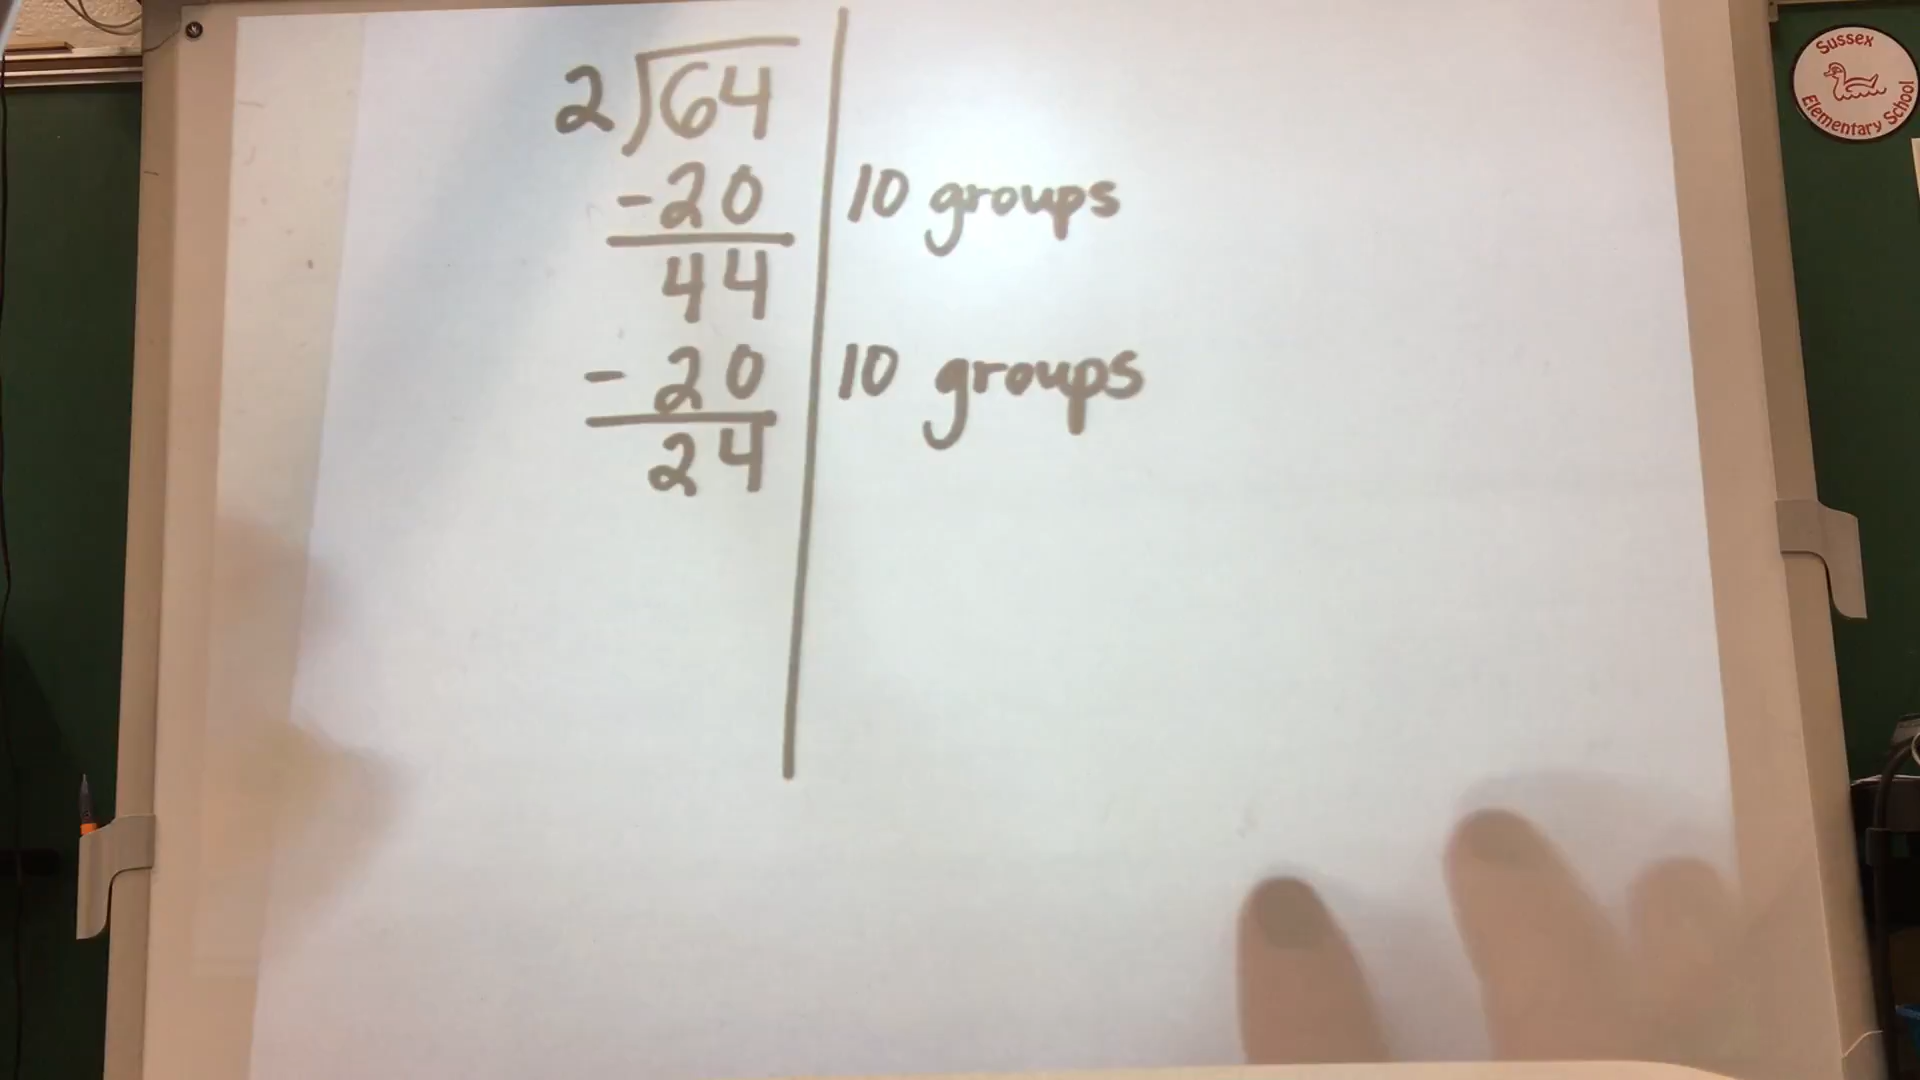 2)64
-20 10 groups
44
- 20 10 groups
24
Sussex
Elementary School